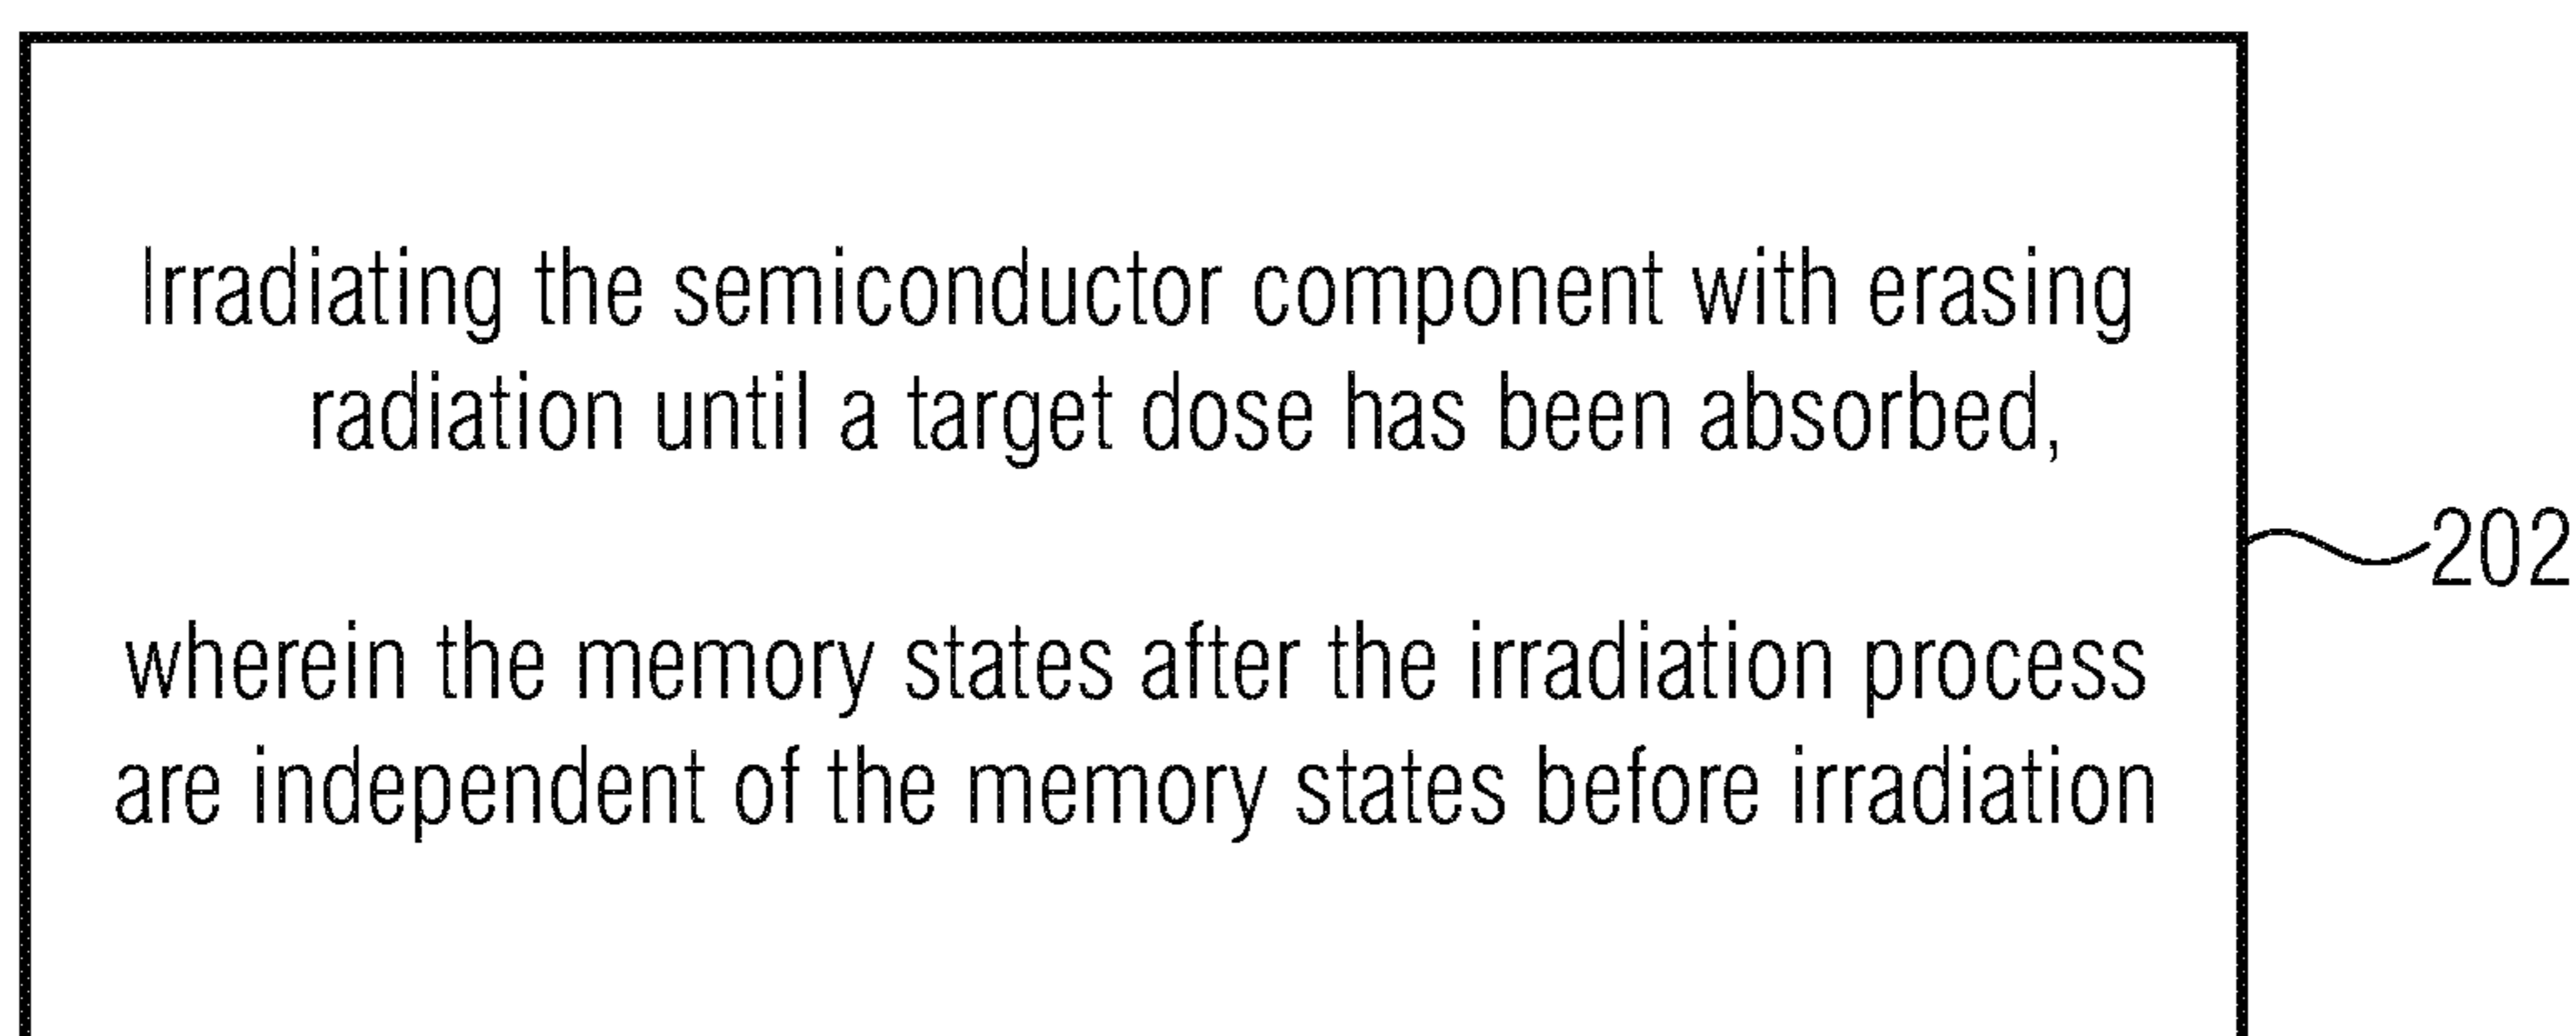 Irradiating the semiconductor component with erasing
radiation until a target dose has been absorbed,
202
wherein the memory states after the irradiation process
are independent of the memory states before irradiation